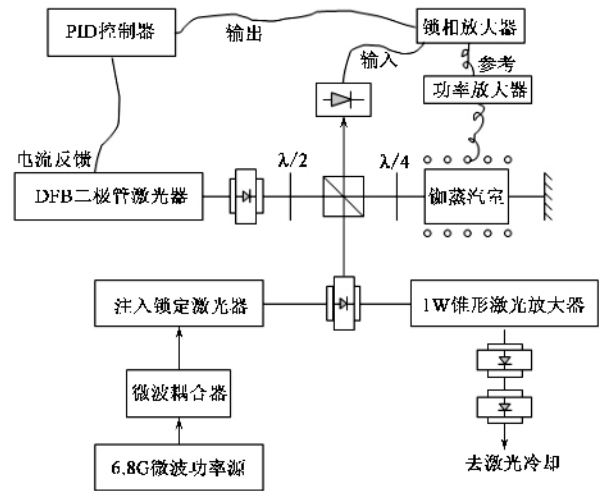 PID控制器
输出
锁相放大器
输入
参考
功率放大器
电流反馈
λ/2
λ/4
DFB二极管激光器
铷蒸汽室
注入锁定激光器
1W锥形激光放大器
微波耦合器
6.8G微波功率源
去激光冷却